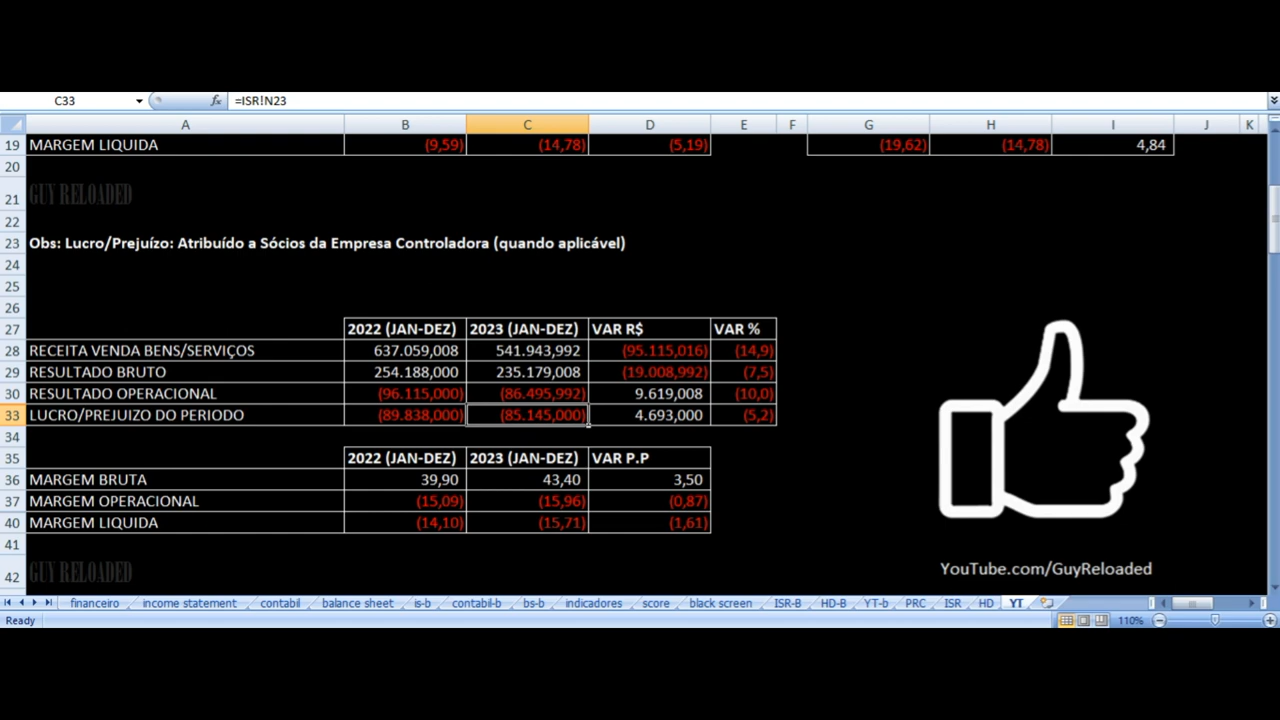 C33 fx =ISR!N23
A B C D E F G H I J K
19 MARGEM LIQUIDA (9,59) (14,78) (5,19) (19,62) (14,78) 4,84
20
21 GUY RELOADED
22
23 Obs: Lucro/Prejuízo: Atribuído a Sócios da Empresa Controladora (quando aplicável)
24
25
26
27 2022 (JAN-DEZ) 2023 (JAN-DEZ) VAR R$ VAR %
28 RECEITA VENDA BENS/SERVIÇOS 637.059,008 541.943,992 (95.115,016) (14,9)
29 RESULTADO BRUTO 254.188,000 235.179,008 (19.008,992) (7,5)
30 RESULTADO OPERACIONAL (96.115,000) (86.495,992) 9.619,008 (10,0)
33 LUCRO/PREJUIZO DO PERIODO (89.838,000) (85.145,000) 4.693,000 (5,2)
34
35 2022 (JAN-DEZ) 2023 (JAN-DEZ) VAR P.P
36 MARGEM BRUTA 39,90 43,40 3,50
37 MARGEM OPERACIONAL (15,09) (15,96) (0,87)
40 MARGEM LIQUIDA (14,10) (15,71) (1,61)
41
42 GUY RELOADED
YouTube.com/GuyReloaded
financeiro income statement contabil balance sheet is-b contabil-b bs-b indicadores score black screen ISR-B HD-B YT-b PRC ISR HD YT
Ready 110%